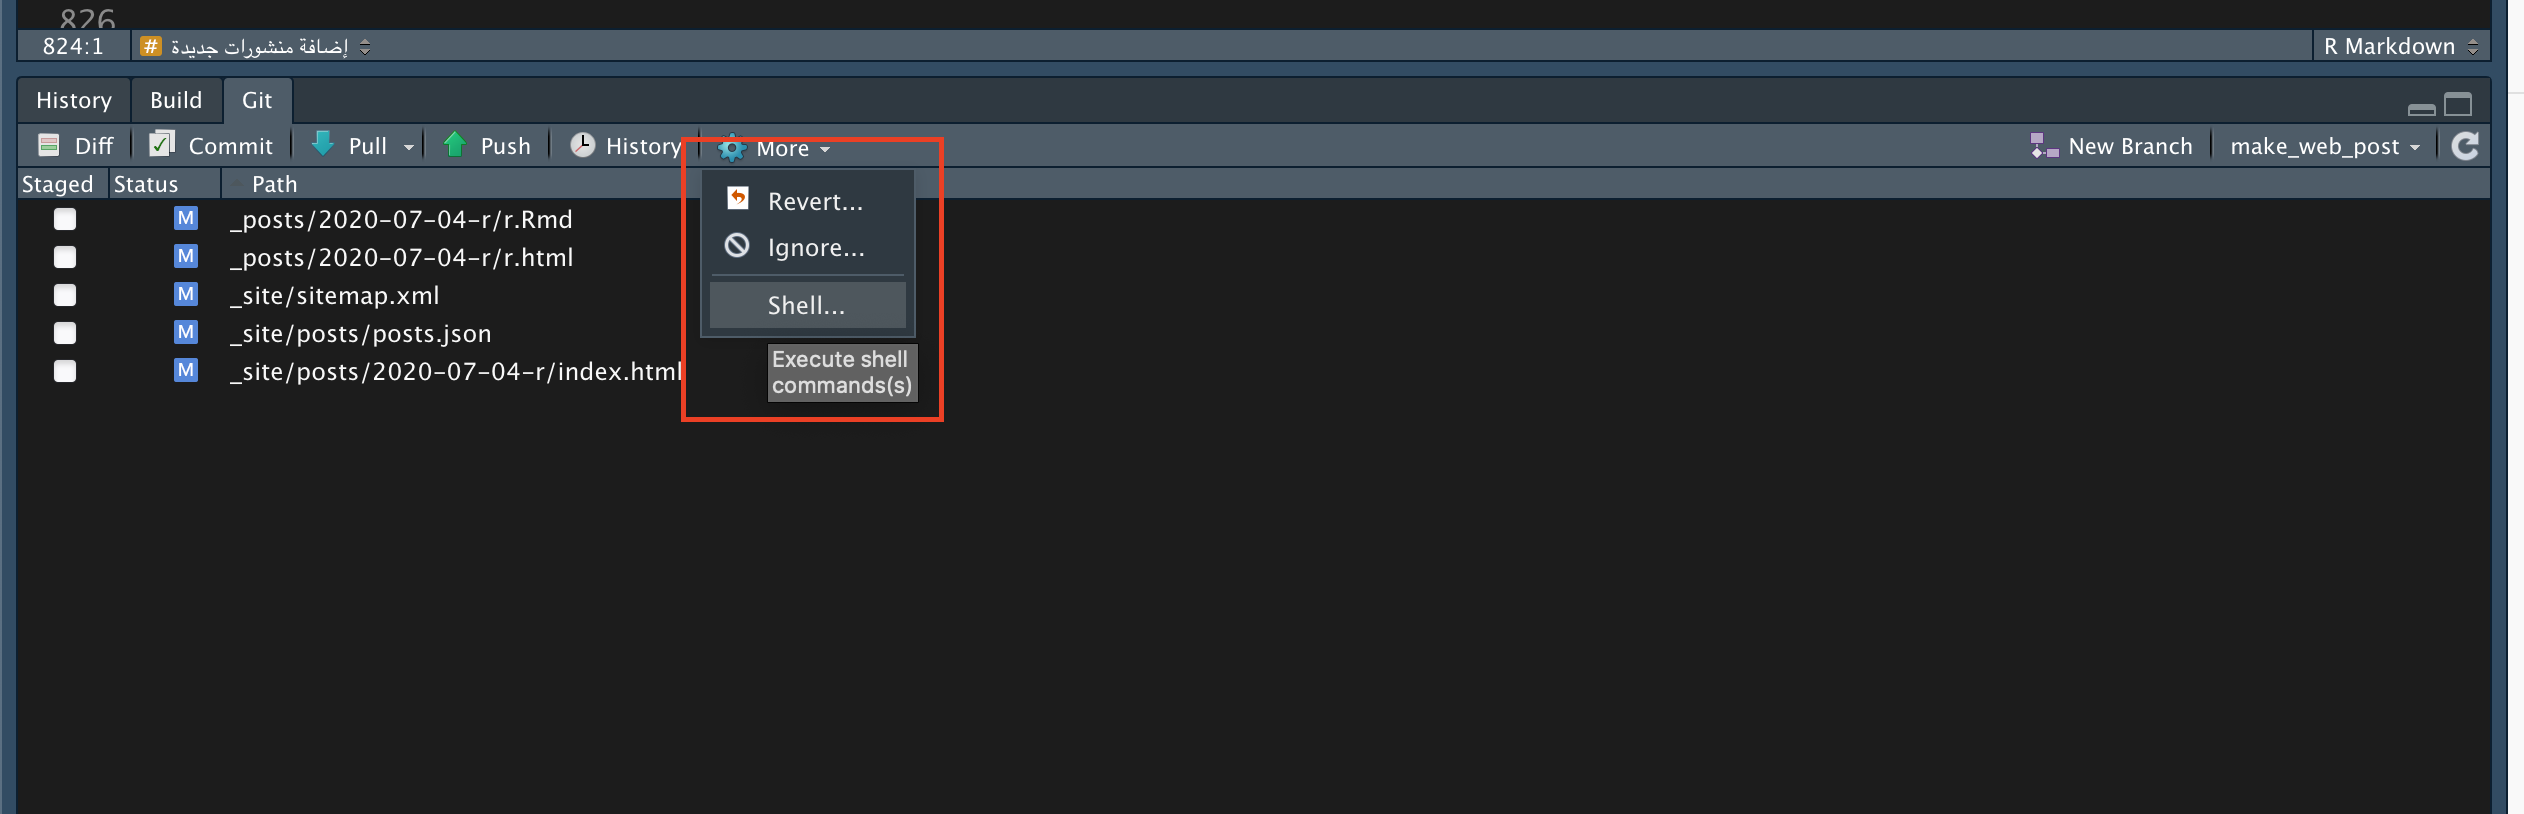 826
824:1 # إضافة منشورات جديدة R Markdown
History Build Git
Diff Commit Pull Push History More New Branch make_web_post
Staged Status Path
M _posts/2020-07-04-r/r.Rmd
M _posts/2020-07-04-r/r.html
M _site/sitemap.xml
M _site/posts/posts.json
M _site/posts/2020-07-04-r/index.html
Revert...
Ignore...
Shell...
Execute shell
commands(s)